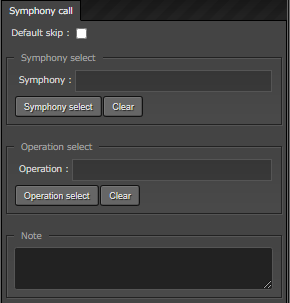 Symphony call
Default skip :
Symphony select
Symphony :
Symphony select Clear
Operation select
Operation :
Operation select Clear
Note